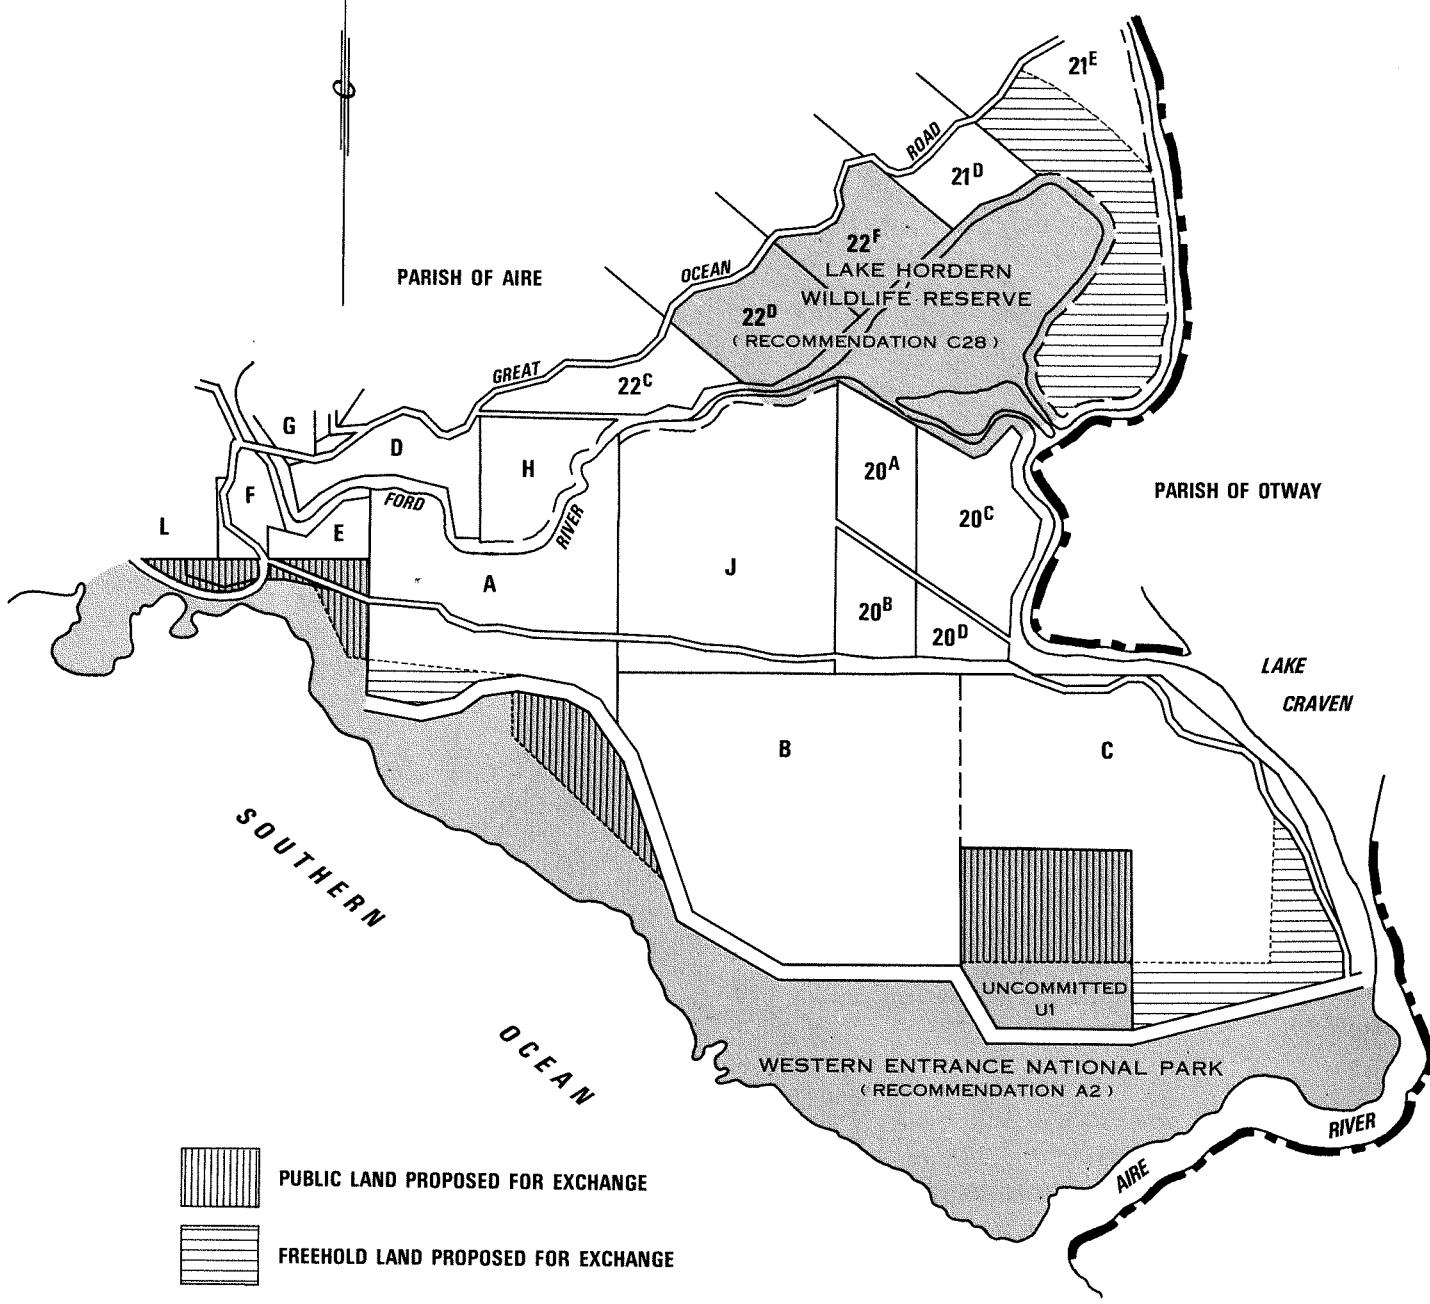 21E
ROAD
21D
22F
PARISH OF AIRE
OCEAN
LAKE HORDERN
WILDLIFE RESERVE
22D
( RECOMMENDATION C28 )
GREAT
22C
G
D
H
20A
F
FORD
RIVER
PARISH OF OTWAY
L
E
20C
A
J
20B
20D
LAKE
CRAVEN
B
C
SOUTHERN
OCEAN
UNCOMMITTED
U1
WESTERN ENTRANCE NATIONAL PARK
( RECOMMENDATION A2 )
AIRE
RIVER
PUBLIC LAND PROPOSED FOR EXCHANGE
FREEHOLD LAND PROPOSED FOR EXCHANGE